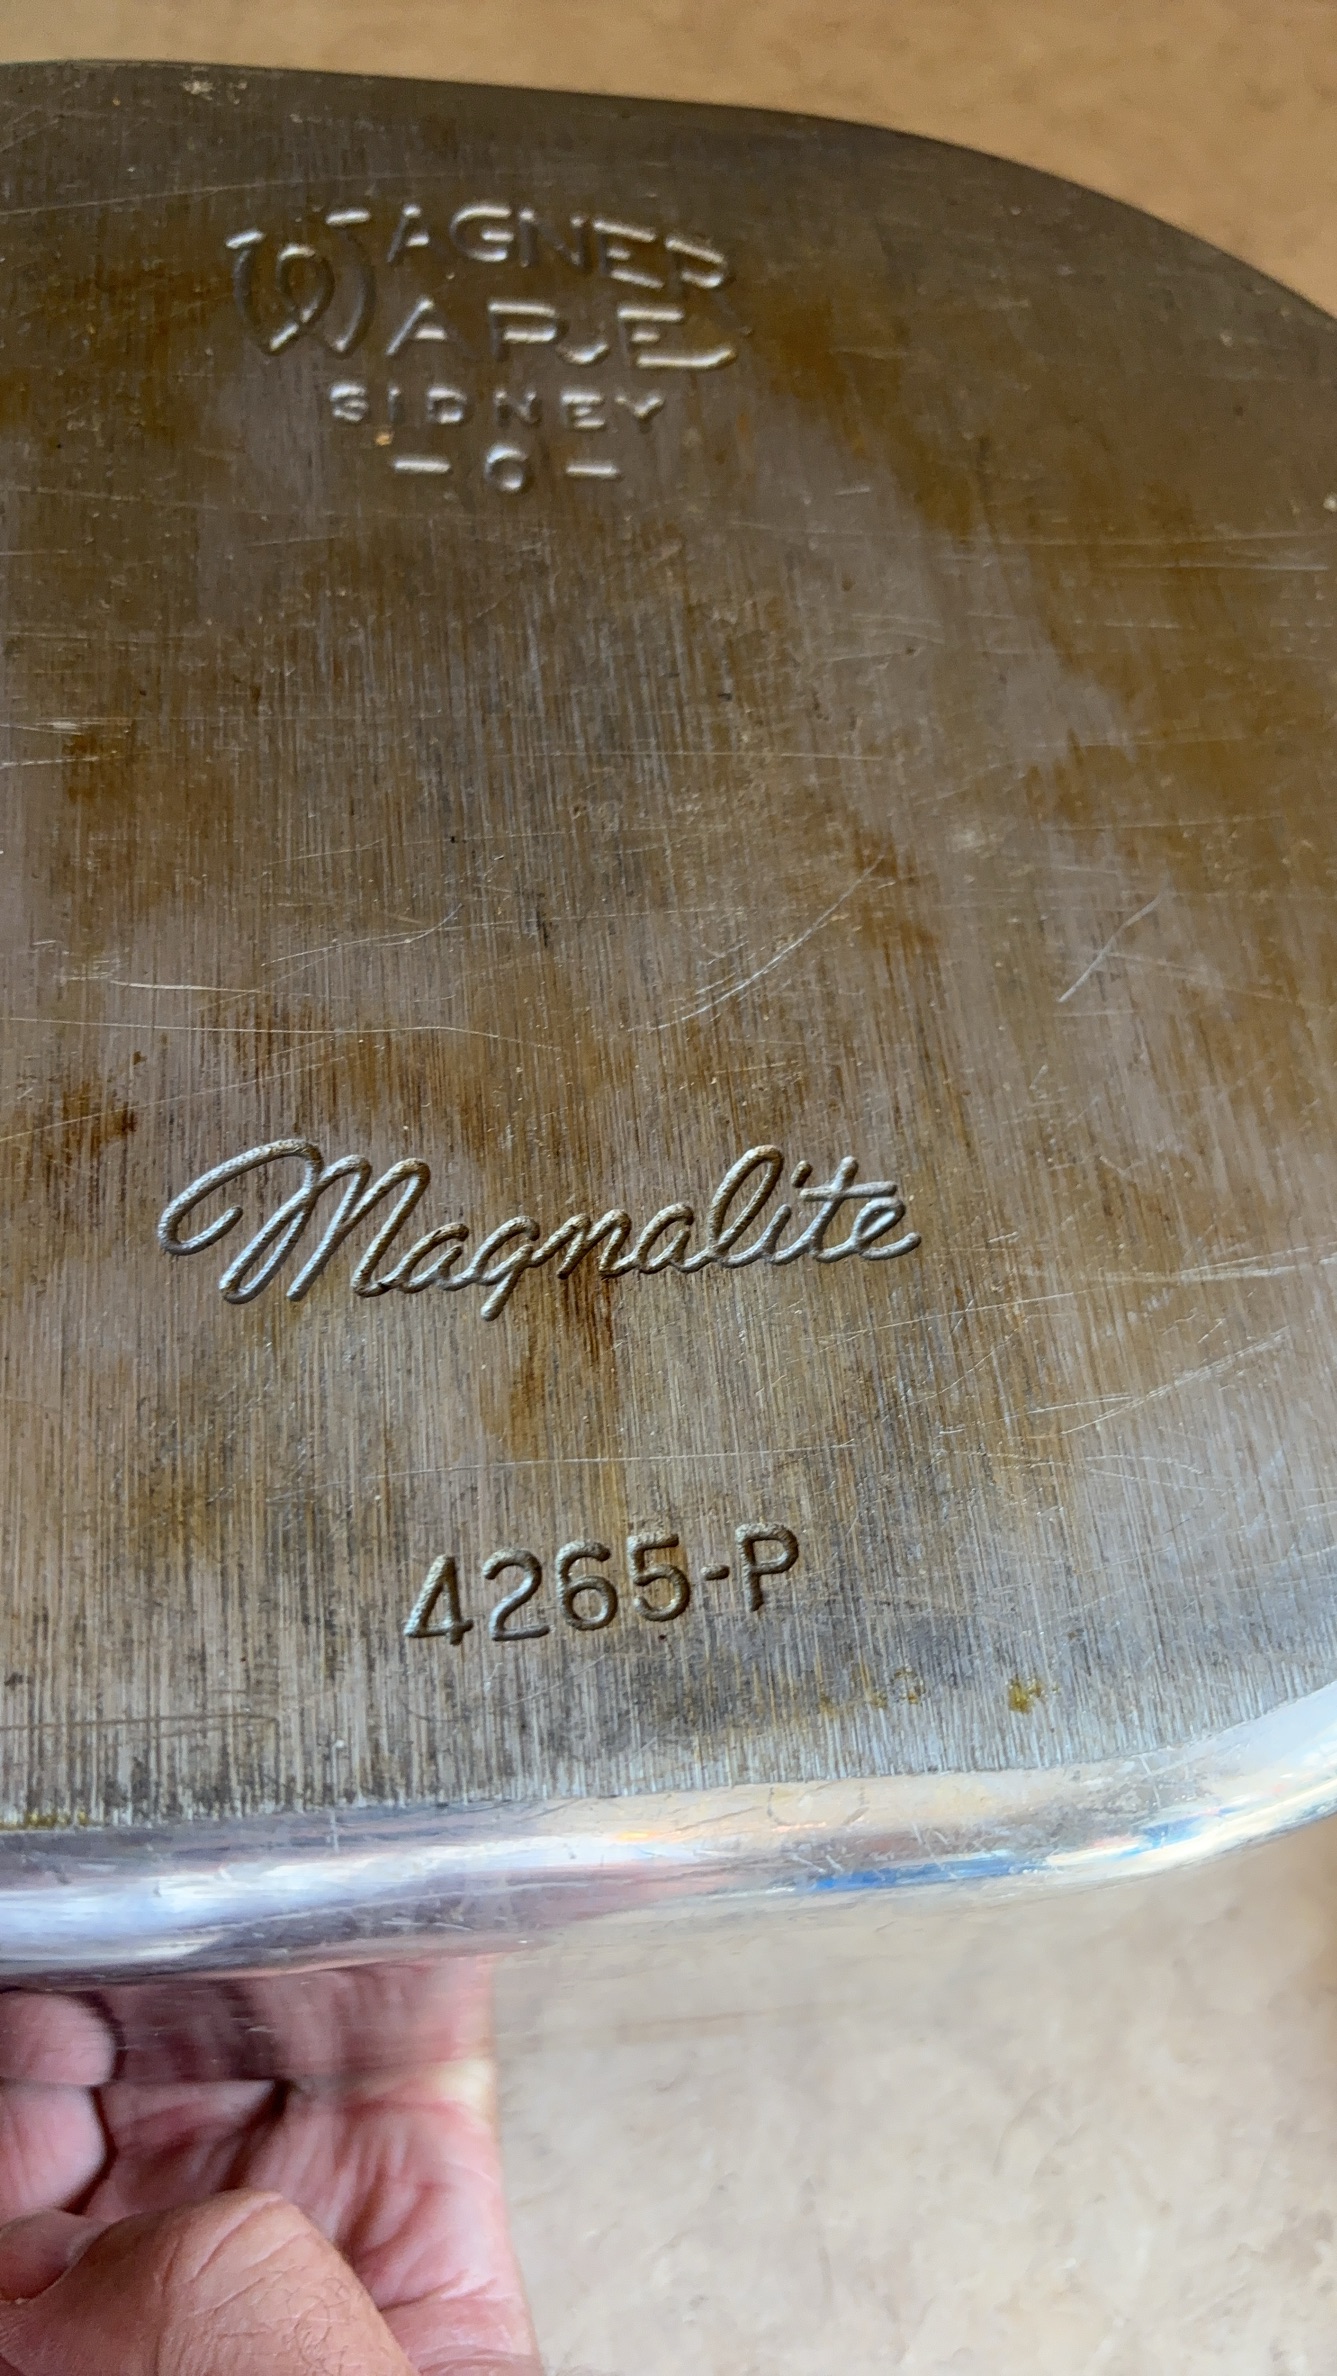 WAGNER
WARE
SIDNEY
-O-
Magnalite
4265-P